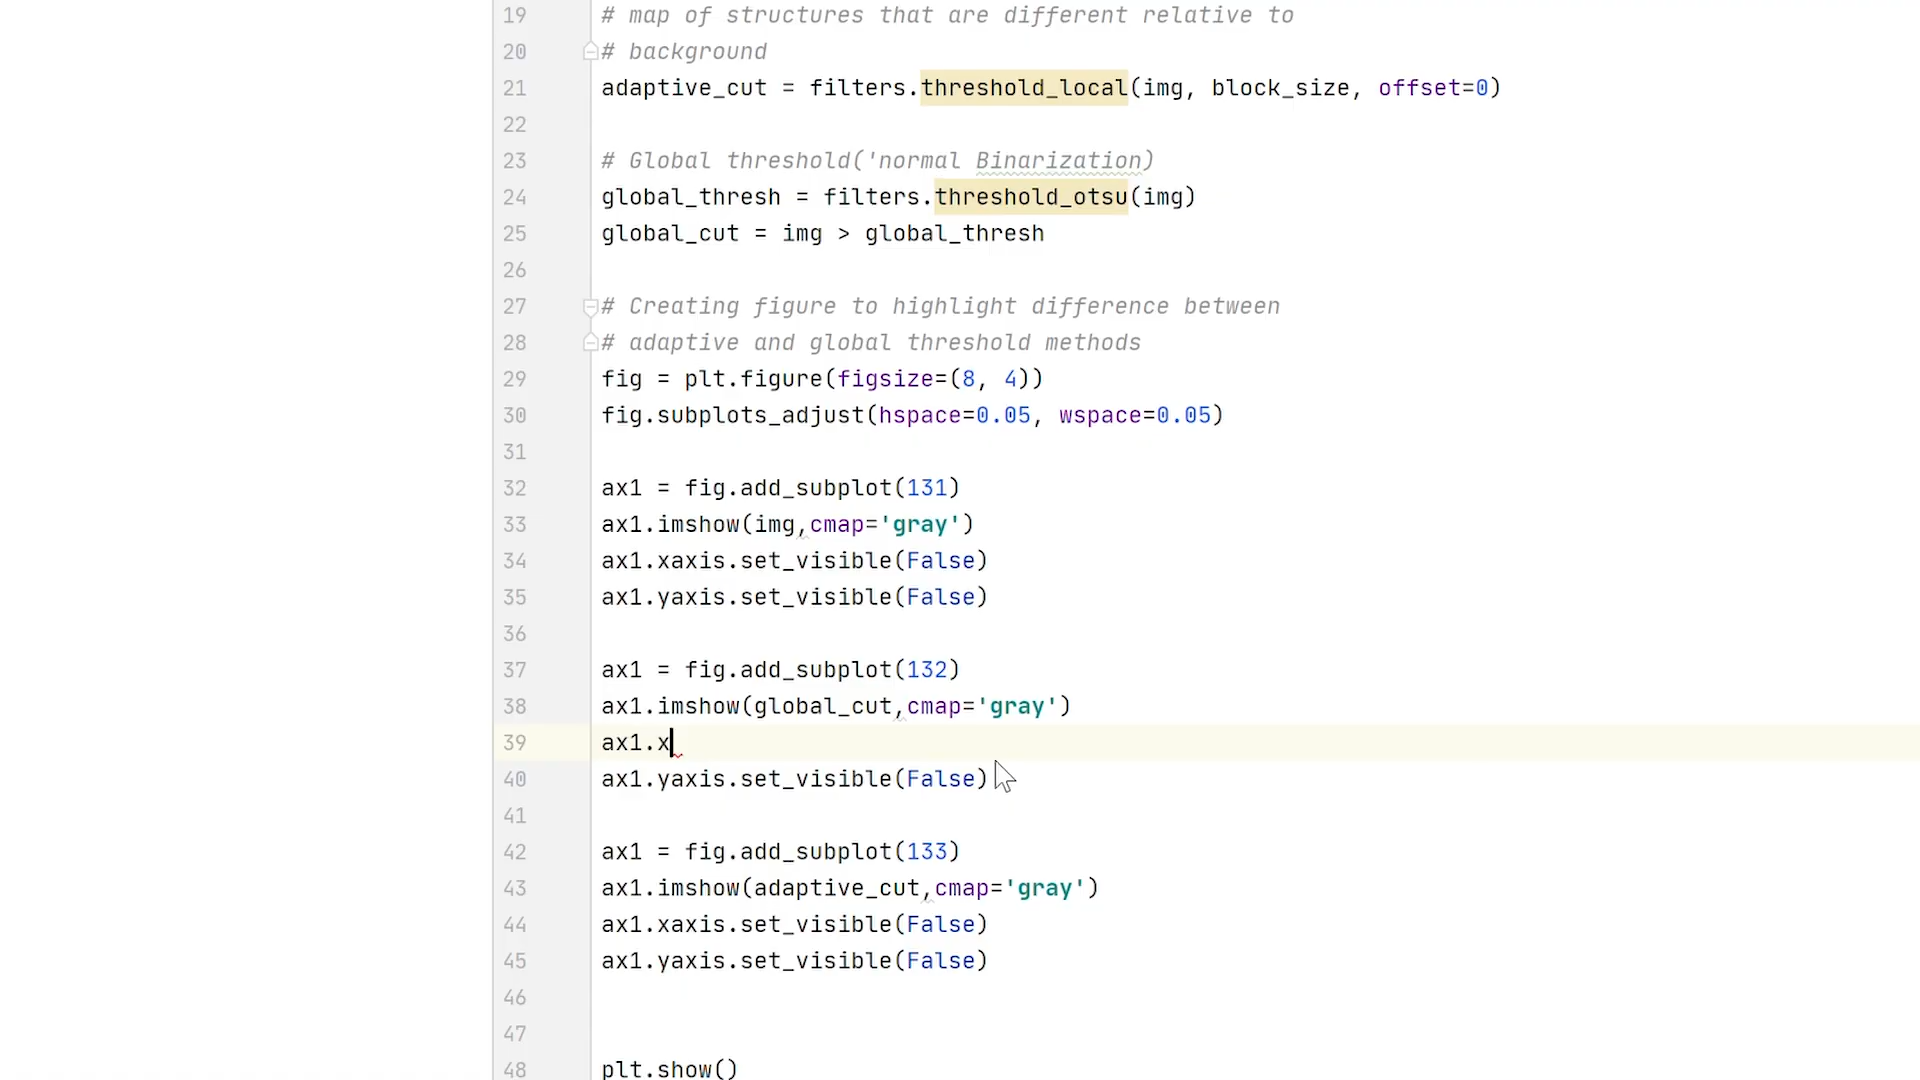 19 # map of structures that are different relative to
20 # background
21 adaptive_cut = filters.threshold_local(img, block_size, offset=0)
22
23 # Global threshold('normal Binarization)
24 global_thresh = filters.threshold_otsu(img)
25 global_cut = img > global_thresh
26
27 # Creating figure to highlight difference between
28 # adaptive and global threshold methods
29 fig = plt.figure(figsize=(8, 4))
30 fig.subplots_adjust(hspace=0.05, wspace=0.05)
31
32 ax1 = fig.add_subplot(131)
33 ax1.imshow(img,cmap='gray')
34 ax1.xaxis.set_visible(False)
35 ax1.yaxis.set_visible(False)
36
37 ax1 = fig.add_subplot(132)
38 ax1.imshow(global_cut,cmap='gray')
39 ax1.x
40 ax1.yaxis.set_visible(False)
41
42 ax1 = fig.add_subplot(133)
43 ax1.imshow(adaptive_cut,cmap='gray')
44 ax1.xaxis.set_visible(False)
45 ax1.yaxis.set_visible(False)
46
47
48 plt.show()